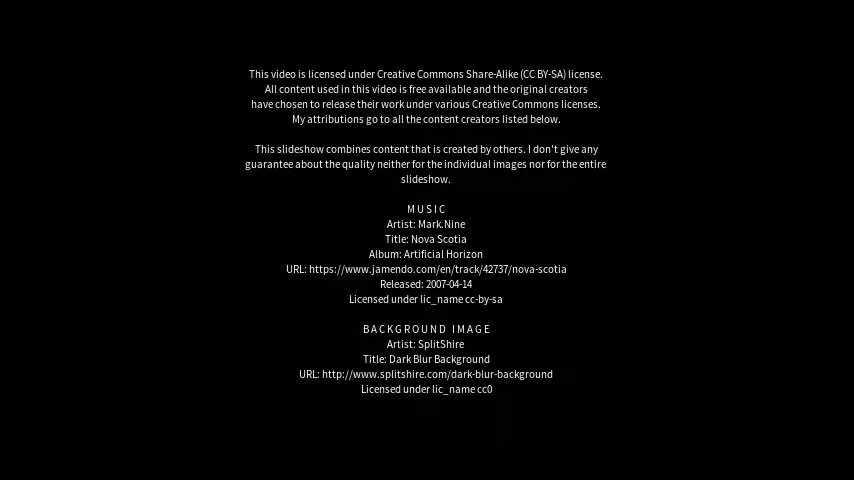 This video is licensed under Creative Commons Share-Alike (CC BY-SA) license.
All content used in this video is free available and the original creators
have chosen to release their work under various Creative Commons licenses.
My attributions go to all the content creators listed below.
This slideshow combines content that is created by others. I don't give any
guarantee about the quality neither for the individual images nor for the entire
slideshow.
MUSIC
Artist: Mark.Nine
Title: Nova Scotia
Album: Artificial Horizon
URL: https://www.jamendo.com/en/track/42737/nova-scotia
Released: 2007-04-14
Licensed under lic_name cc-by-sa
BACKGROUND IMAGE
Artist: SplitShire
Title: Dark Blur Background
URL: http://www.splitshire.com/dark-blur-background
Licensed under lic_name cc0